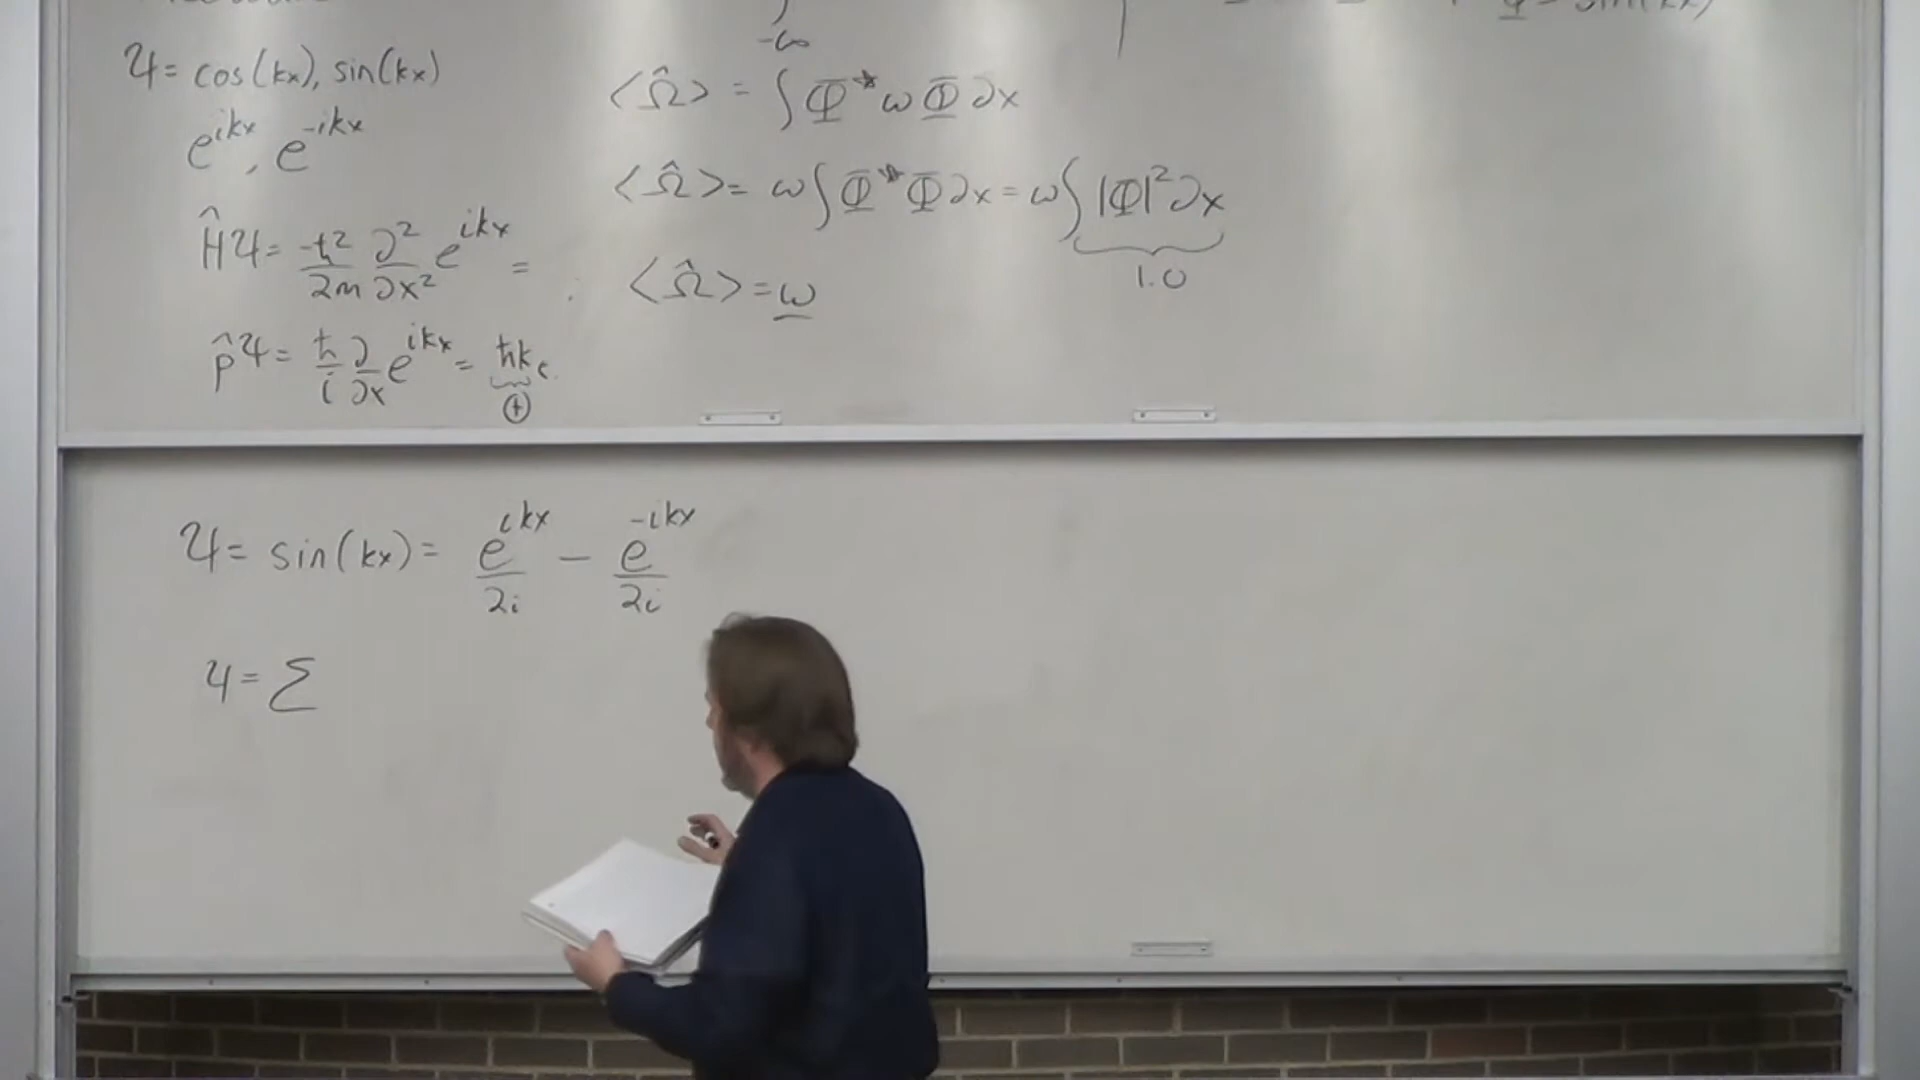 -∞
Ψ = cos(kx), sin(kx)
e^{ikx}, e^{-ikx}
ĤΨ = -ħ²/2m ∂²/∂x² e^{ikx} =
p̂Ψ = ħ/i ∂/∂x e^{ikx} = ħk e
⊕
<Ω̂> = ∫ Φ* ω Φ ∂x
<Ω̂> = ω∫ Φ* Φ ∂x = ω∫ |Φ|² ∂x
1.0
<Ω̂> = ω
Ψ = sin(kx) = e^{ikx}/2i - e^{-ikx}/2i
Ψ = Σ